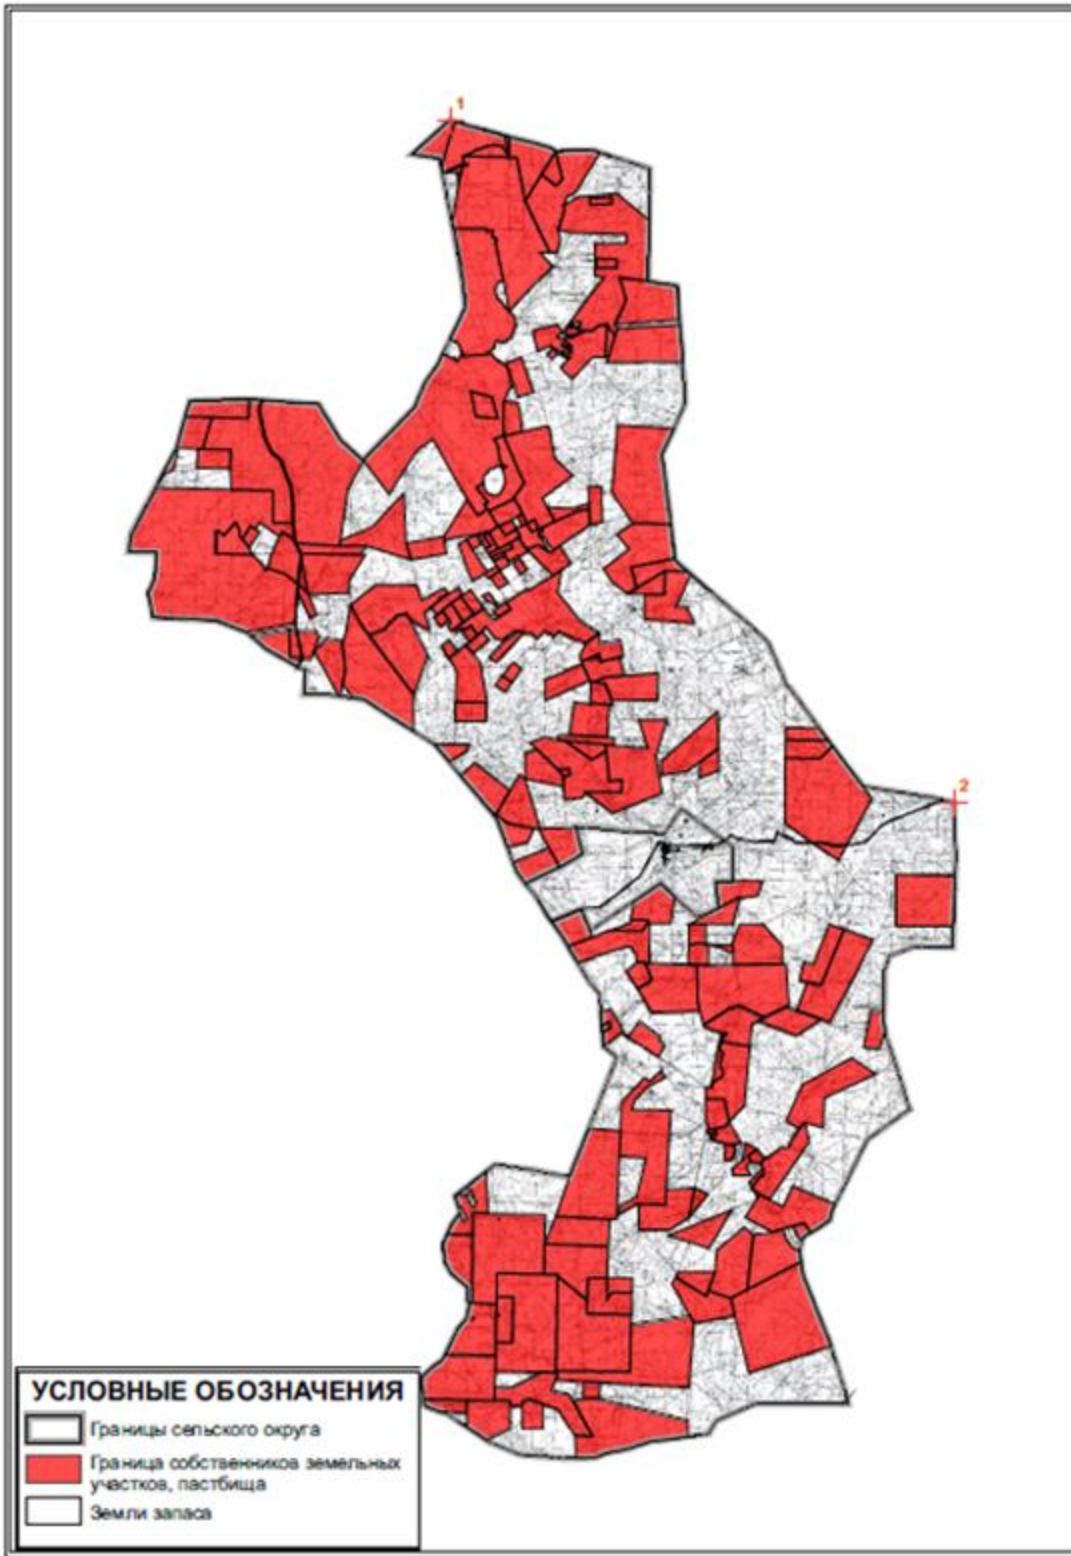 1
2
УСЛОВНЫЕ ОБОЗНАЧЕНИЯ
Границы сельского округа
Граница собственников земельных
участков, пастбища
Земли запаса